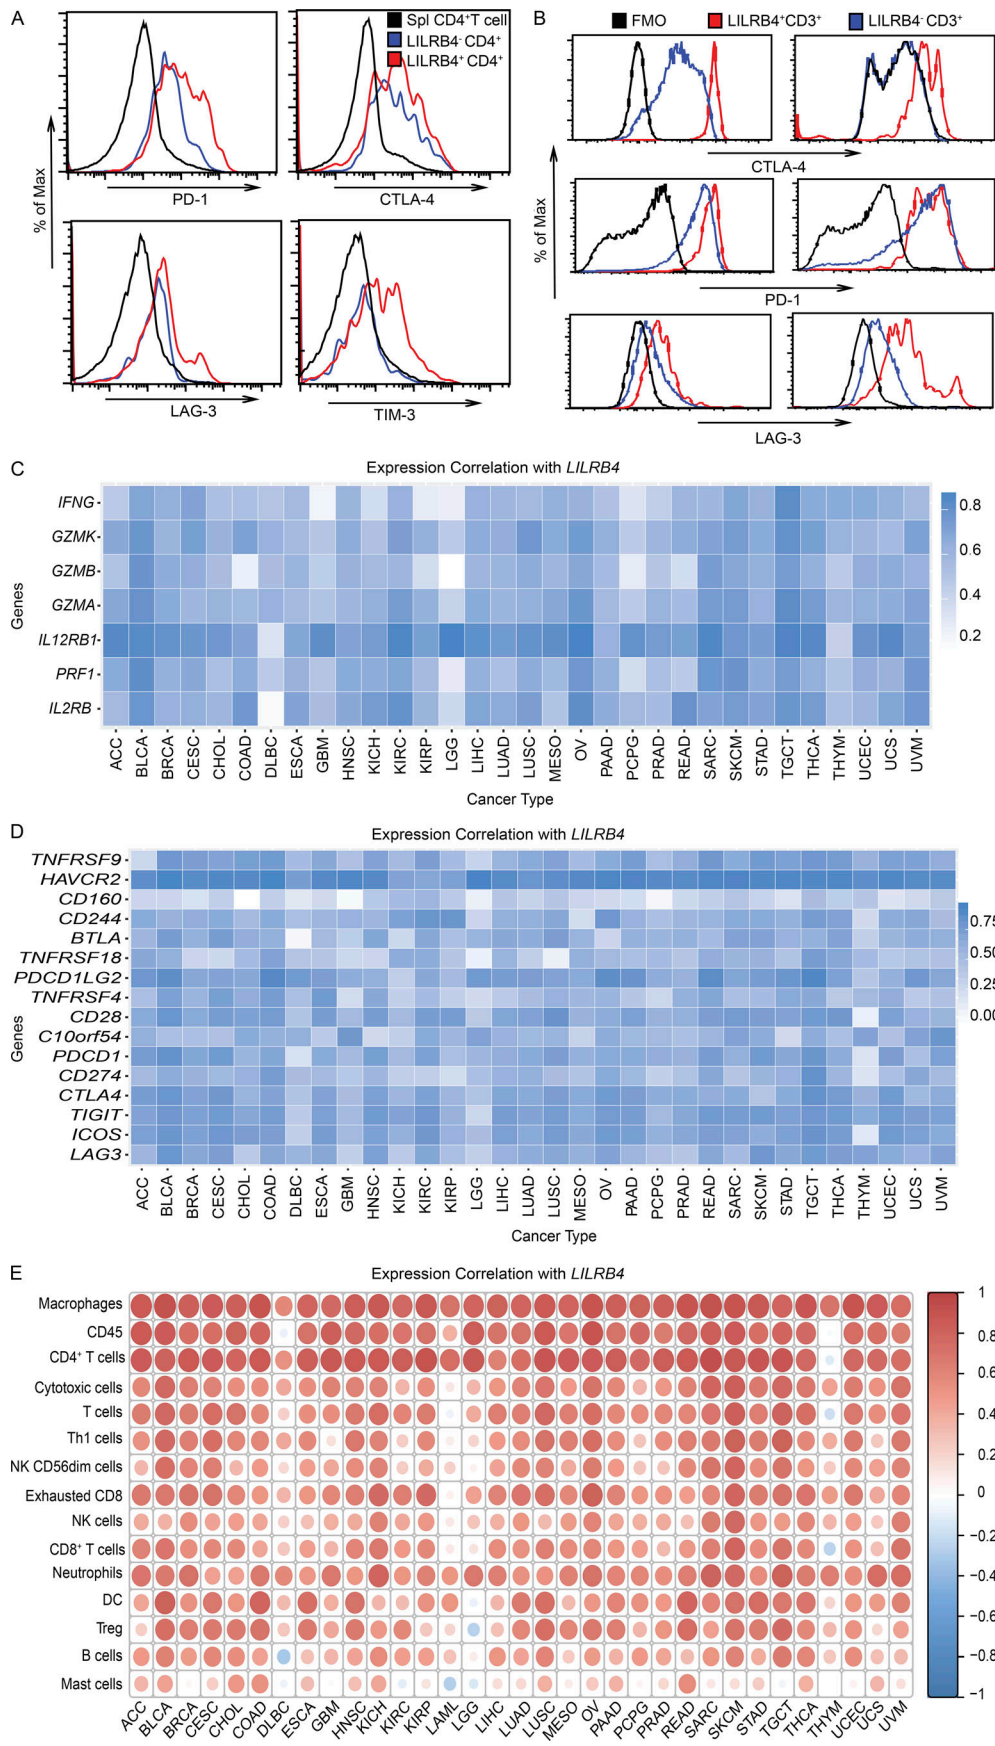 A
Spl CD4⁺T cell
LILRB4⁻ CD4⁺
LILRB4⁺ CD4⁺
% of Max
PD-1
CTLA-4
LAG-3
TIM-3
B
FMO
LILRB4⁺CD3⁺
LILRB4⁻ CD3⁺
% of Max
CTLA-4
PD-1
LAG-3
C
Expression Correlation with LILRB4
Genes
IFNG
GZMK
GZMB
GZMA
IL12RB1
PRF1
IL2RB
0.8
0.6
0.4
0.2
ACC
BLCA
BRCA
CESC
CHOL
COAD
DLBC
ESCA
GBM
HNSC
KICH
KIRC
KIRP
LGG
LIHC
LUAD
LUSC
MESO
OV
PAAD
PCPG
PRAD
READ
SARC
SKCM
STAD
TGCT
THCA
THYM
UCEC
UCS
UVM
Cancer Type
D
Expression Correlation with LILRB4
Genes
TNFRSF9
HAVCR2
CD160
CD244
BTLA
TNFRSF18
PDCD1LG2
TNFRSF4
CD28
C10orf54
PDCD1
CD274
CTLA4
TIGIT
ICOS
LAG3
0.75
0.50
0.25
0.00
ACC
BLCA
BRCA
CESC
CHOL
COAD
DLBC
ESCA
GBM
HNSC
KICH
KIRC
KIRP
LGG
LIHC
LUAD
LUSC
MESO
OV
PAAD
PCPG
PRAD
READ
SARC
SKCM
STAD
TGCT
THCA
THYM
UCEC
UCS
UVM
Cancer Type
E
Expression Correlation with LILRB4
Macrophages
CD45
CD4⁺ T cells
Cytotoxic cells
T cells
Th1 cells
NK CD56dim cells
Exhausted CD8
NK cells
CD8⁺ T cells
Neutrophils
DC
Treg
B cells
Mast cells
1
0.8
0.6
0.4
0.2
0
−0.2
−0.4
−0.6
−0.8
−1
ACC
BLCA
BRCA
CESC
CHOL
COAD
DLBC
ESCA
GBM
HNSC
KICH
KIRC
KIRP
LAML
LGG
LIHC
LUAD
LUSC
MESO
OV
PAAD
PCPG
PRAD
READ
SARC
SKCM
STAD
TGCT
THCA
THYM
UCEC
UCS
UVM